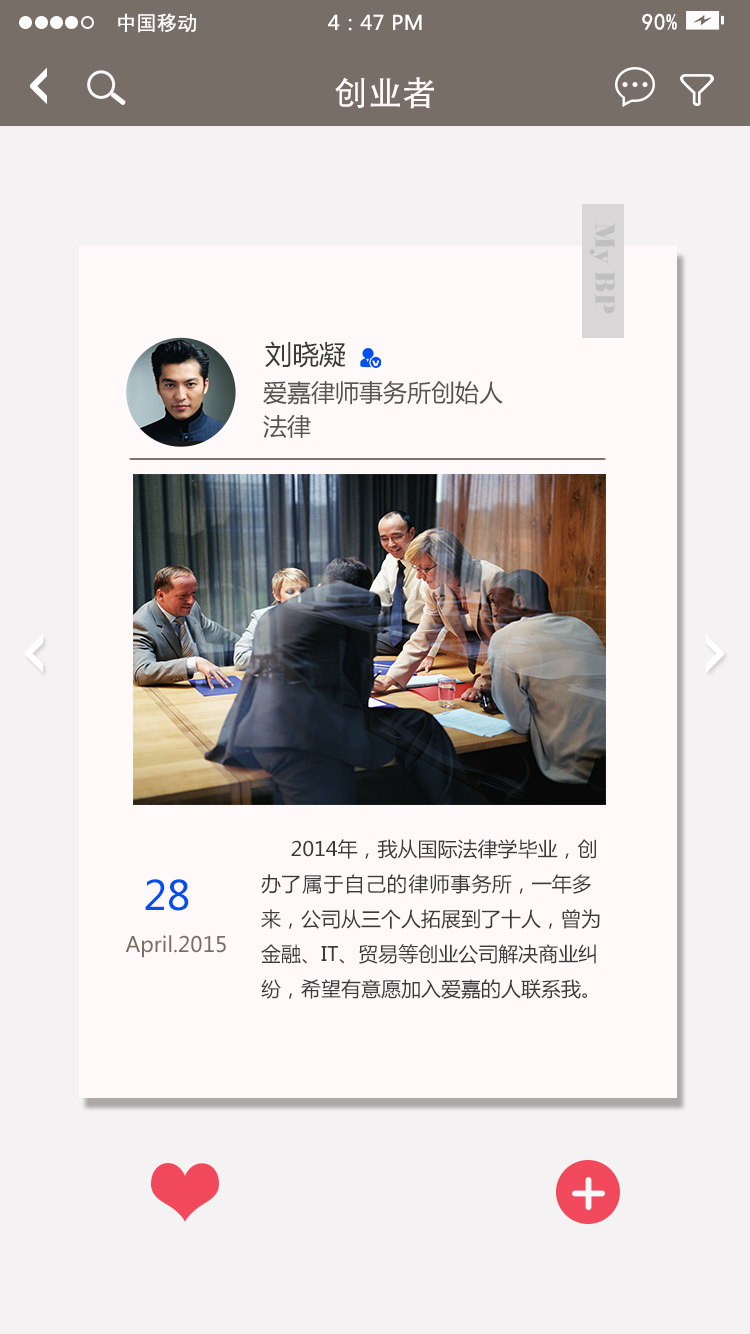 中国移动
4：47 PM
90%
创业者
My BP
刘晓凝
爱嘉律师事务所创始人
法律
28
April.2015
2014年，我从国际法律学毕业，创
办了属于自己的律师事务所，一年多
来，公司从三个人拓展到了十人，曾为
金融、IT、贸易等创业公司解决商业纠
纷，希望有意愿加入爱嘉的人联系我。